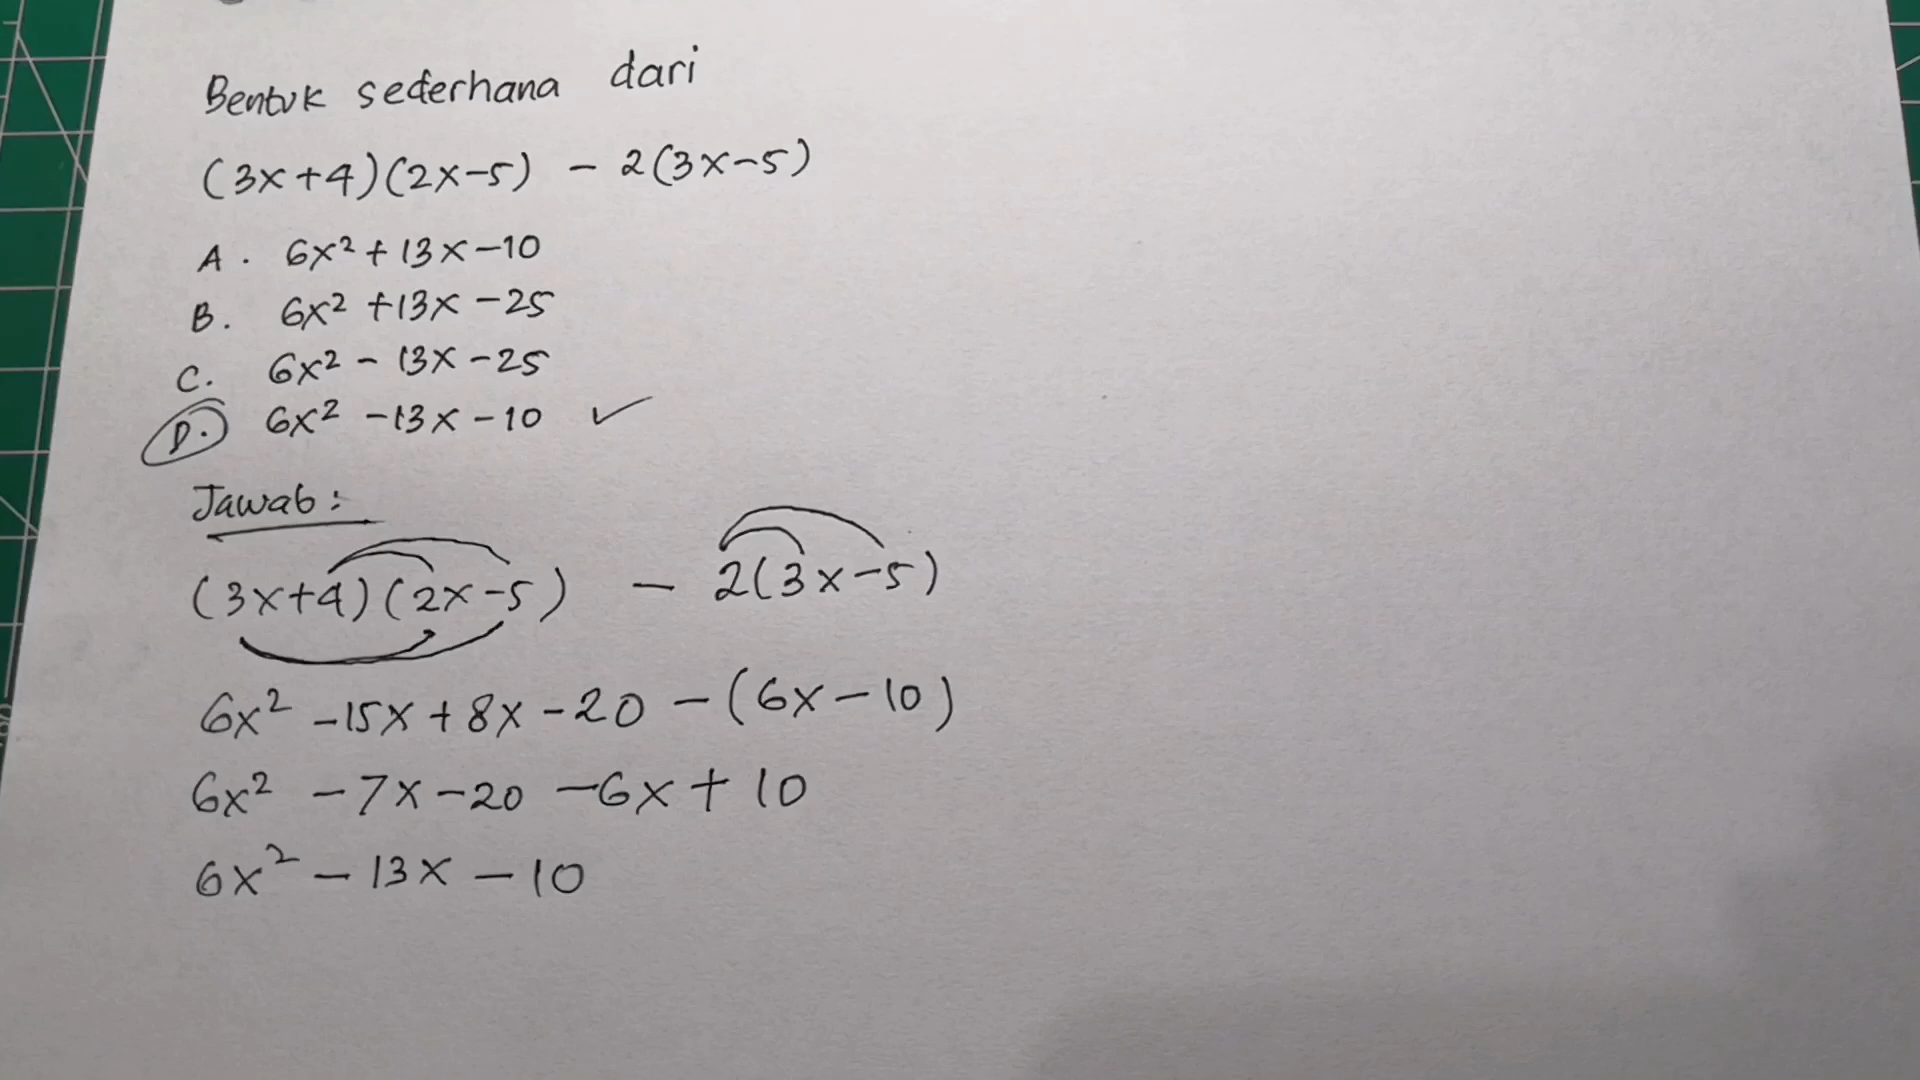 Bentuk sederhana dari
(3x+4)(2x-5) - 2(3x-5)
A. 6x² + 13x - 10
B. 6x² + 13x - 25
C. 6x² - 13x - 25
D. 6x² - 13x - 10 ✓
Jawab :
(3x+4)(2x-5) - 2(3x-5)
6x² - 15x + 8x - 20 - (6x - 10)
6x² - 7x - 20 - 6x + 10
6x² - 13x - 10